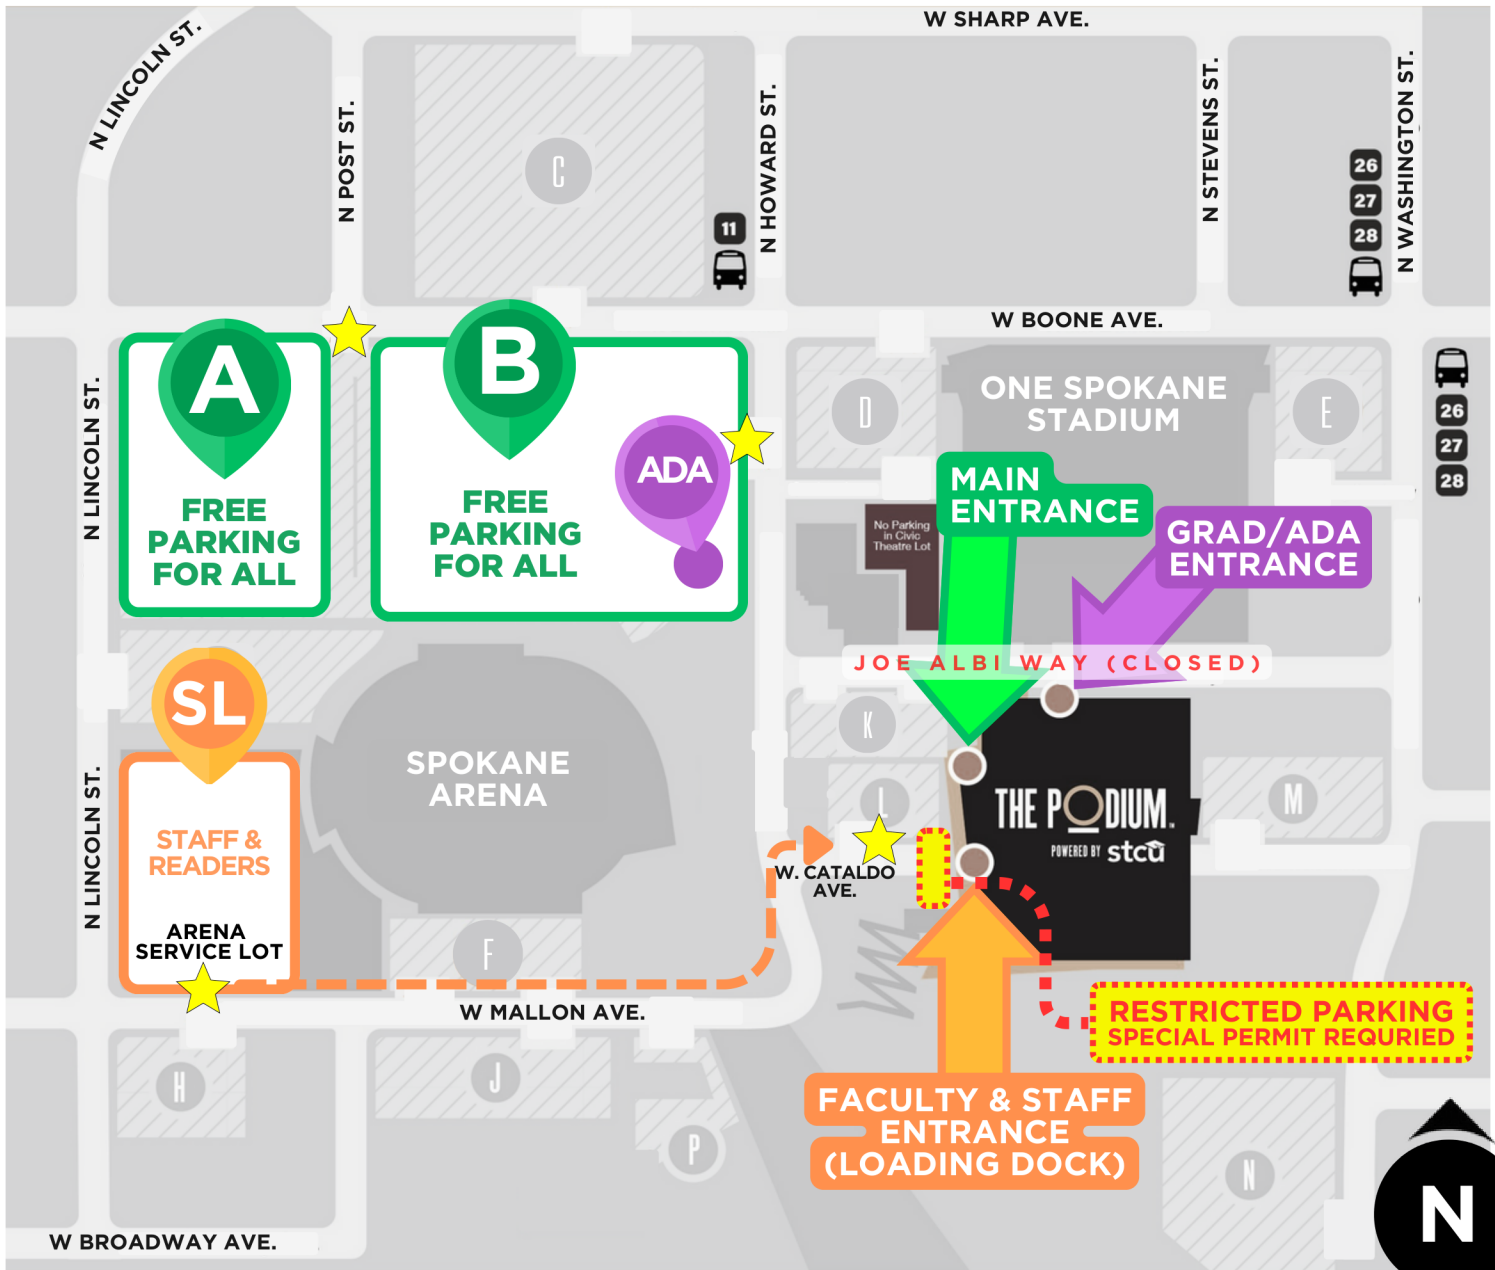 W SHARP AVE.
N LINCOLN ST.
N POST ST.
N HOWARD ST.
N STEVENS ST.
N WASHINGTON ST.
C
11
26
27
28
W BOONE AVE.
A
FREE
PARKING
FOR ALL
B
FREE
PARKING
FOR ALL
ADA
N LINCOLN ST.
D
ONE SPOKANE
STADIUM
E
26
27
28
MAIN
ENTRANCE
No Parking
in Civic
Theatre Lot
GRAD/ADA
ENTRANCE
JOE ALBI WAY (CLOSED)
SL
STAFF &
READERS
ARENA
SERVICE LOT
N LINCOLN ST.
SPOKANE
ARENA
K
L
THE PODIUM.
POWERED BY stcu
M
W. CATALDO
AVE.
F
W MALLON AVE.
RESTRICTED PARKING
SPECIAL PERMIT REQURIED
H
J
P
FACULTY & STAFF
ENTRANCE
(LOADING DOCK)
N
N
W BROADWAY AVE.